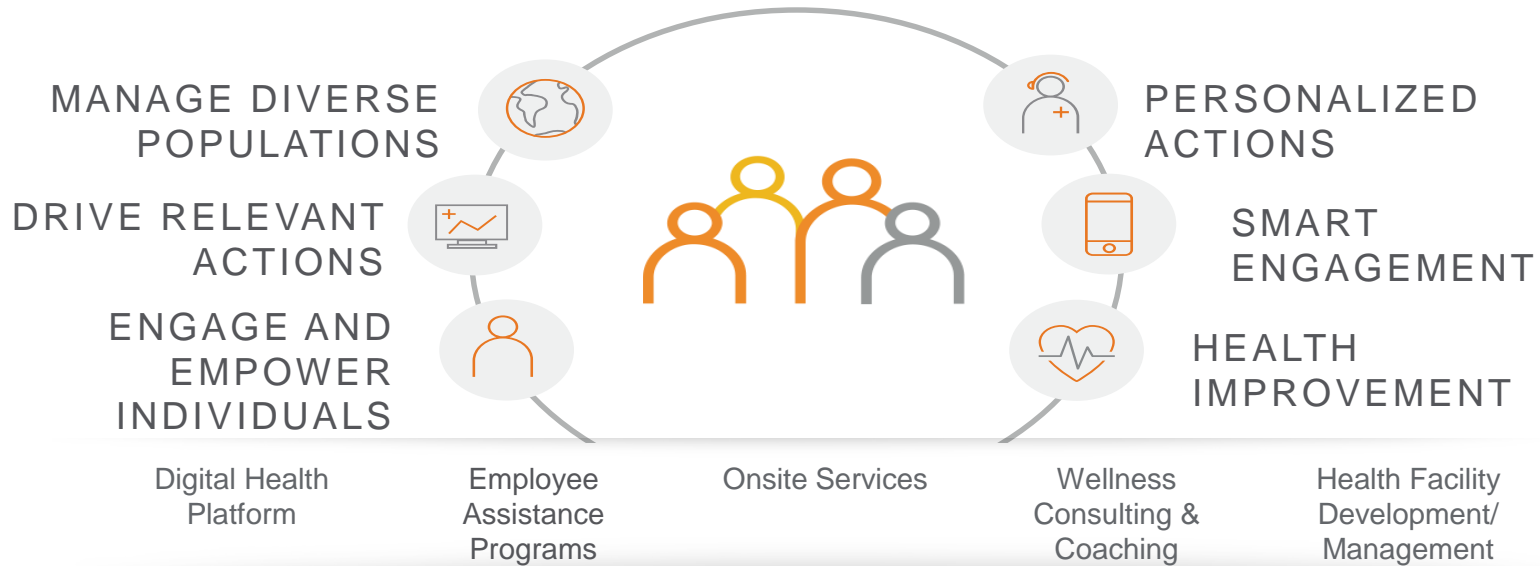 MANAGE DIVERSE
POPULATIONS
DRIVE RELEVANT
ACTIONS
ENGAGE AND
EMPOWER
INDIVIDUALS
PERSONALIZED
ACTIONS
SMART
ENGAGEMENT
HEALTH
IMPROVEMENT
Digital Health
Platform
Employee
Assistance
Programs
Onsite Services
Wellness
Consulting &
Coaching
Health Facility
Development/
Management